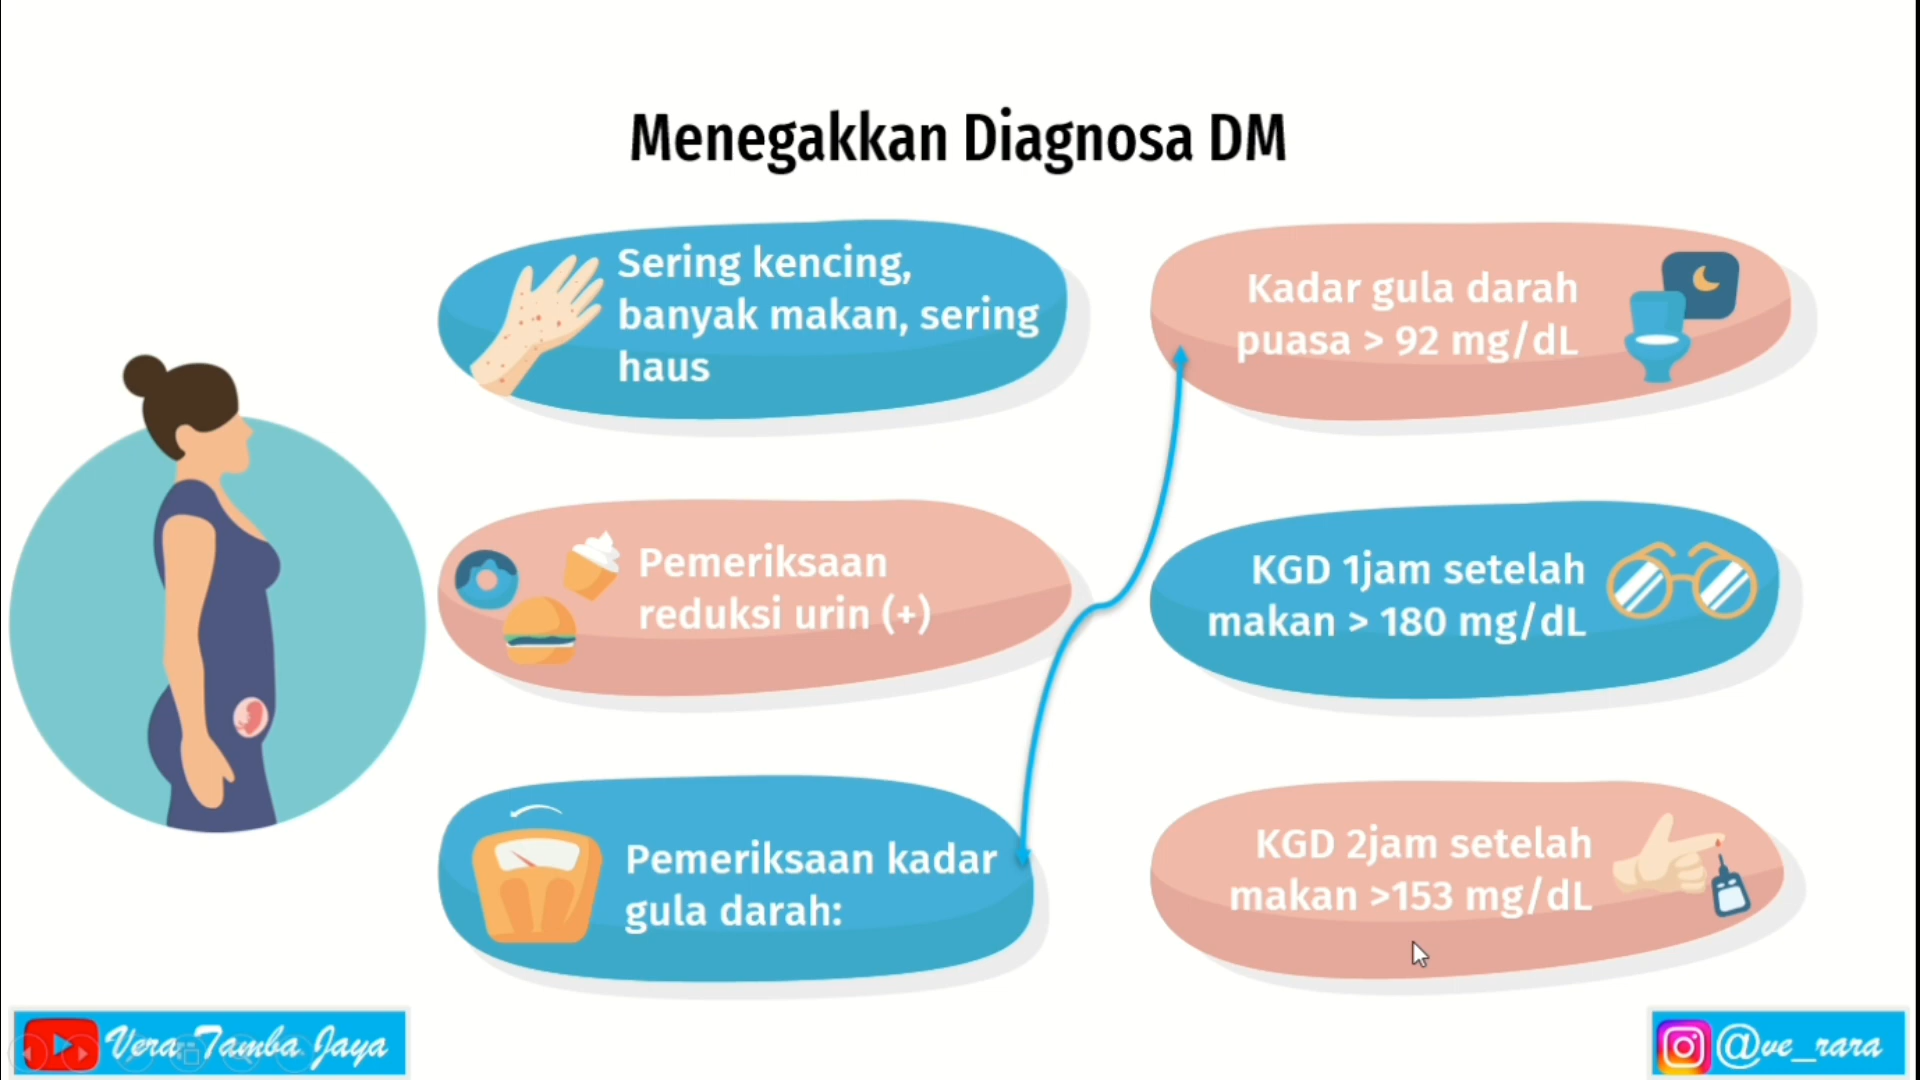 Menegakkan Diagnosa DM
Sering kencing,
banyak makan, sering
haus
Pemeriksaan
reduksi urin (+)
Pemeriksaan kadar
gula darah:
Kadar gula darah
puasa > 92 mg/dL
KGD 1jam setelah
makan > 180 mg/dL
KGD 2jam setelah
makan >153 mg/dL
Vera Tamba Jaya
@ve_rara